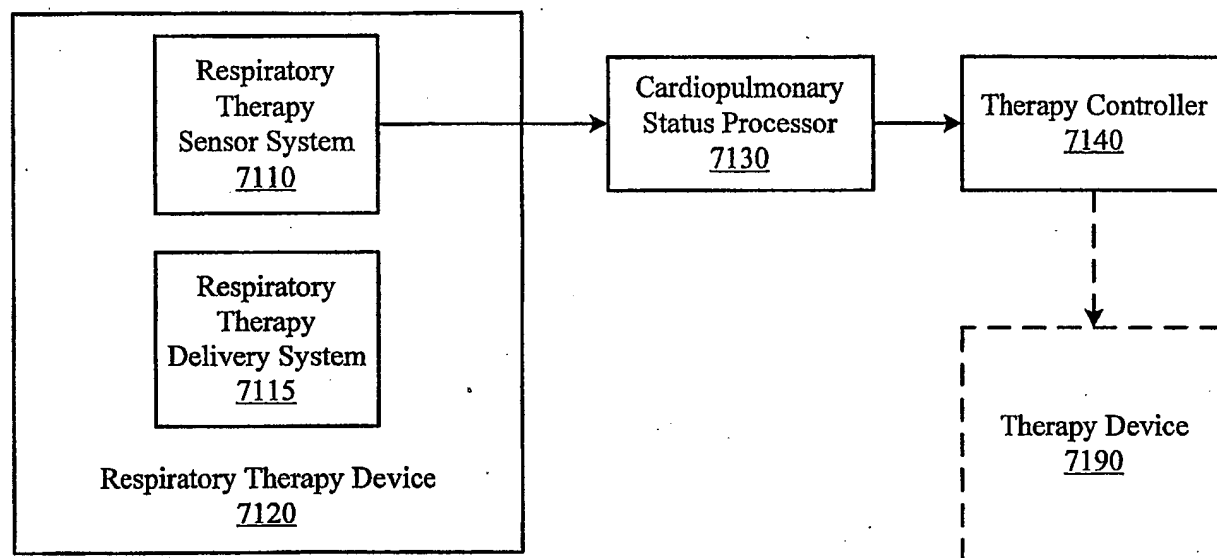 Respiratory
Therapy
Sensor System
7110
Respiratory
Therapy
Delivery System
7115
Respiratory Therapy Device
7120
Cardiopulmonary
Status Processor
7130
Therapy Controller
7140
Therapy Device
7190